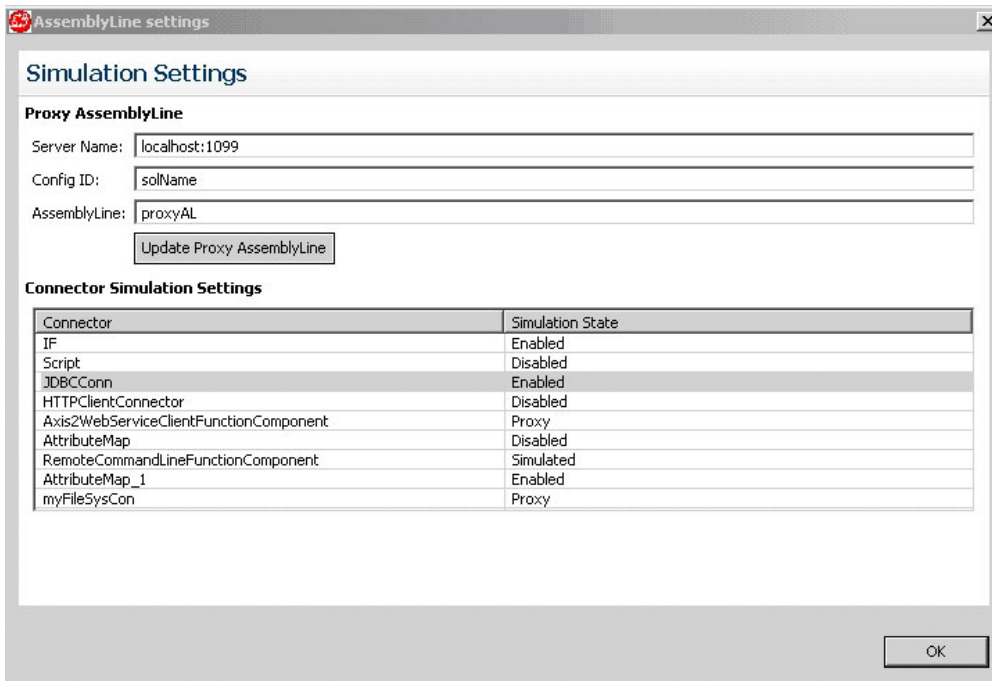 AssemblyLine settings
Simulation Settings
Proxy AssemblyLine
Server Name: localhost:1099
Config ID: solName
AssemblyLine: proxyAL
Update Proxy AssemblyLine
Connector Simulation Settings
Connector Simulation State
IF Enabled
Script Disabled
JDBCConn Enabled
HTTPClientConnector Disabled
Axis2WebServiceClientFunctionComponent Proxy
AttributeMap Disabled
RemoteCommandLineFunctionComponent Simulated
AttributeMap_1 Enabled
myFileSysCon Proxy
OK